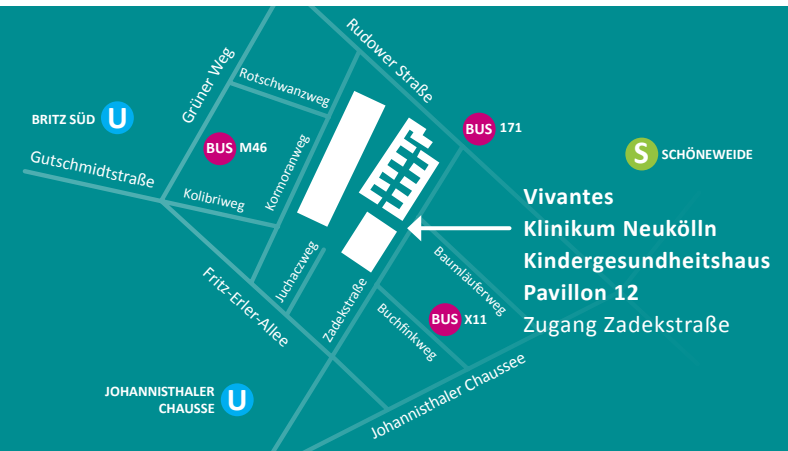 Rudower Straße
Grüner Weg
Rotschwanzweg
BRITZ SÜD U
BUS M46
BUS 171
S SCHÖNEWEIDE
Gutschmidtstraße
Kolibriweg
Kormoranweg
Vivantes
Klinikum Neukölln
Kindergesundheitshaus
Pavillon 12
Zugang Zadekstraße
Juchaczweg
Baumläuferweg
Fritz-Erler-Allee
Zadekstraße
BUS X11
Buchfinkweg
JOHANNISTHALER
CHAUSSE U
Johannisthaler Chaussee